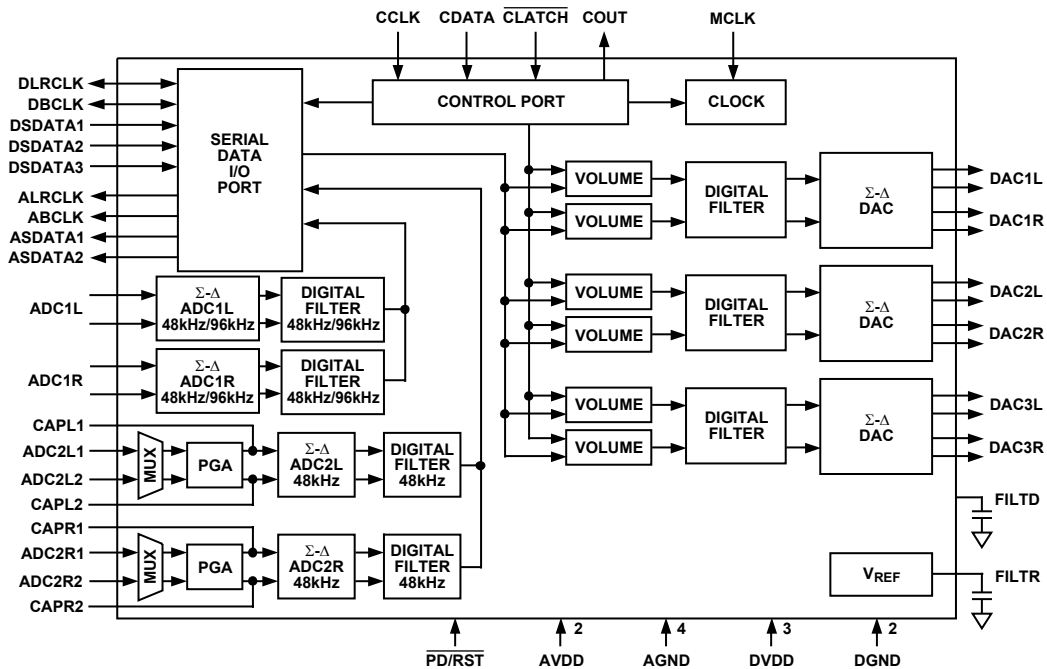 CCLK CDATA CLATCH COUT MCLK
DLRCLK
DBCLK
DSDATA1
DSDATA2
DSDATA3
ALRCLK
ABCLK
ASDATA1
ASDATA2
SERIAL
DATA
I/O
PORT
CONTROL PORT
CLOCK
VOLUME
VOLUME
DIGITAL
FILTER
Σ-Δ
DAC
DAC1L
DAC1R
VOLUME
VOLUME
DIGITAL
FILTER
Σ-Δ
DAC
DAC2L
DAC2R
VOLUME
VOLUME
DIGITAL
FILTER
Σ-Δ
DAC
DAC3L
DAC3R
ADC1L
Σ-Δ
ADC1L
48kHz/96kHz
DIGITAL
FILTER
48kHz/96kHz
ADC1R
Σ-Δ
ADC1R
48kHz/96kHz
DIGITAL
FILTER
48kHz/96kHz
CAPL1
ADC2L1
ADC2L2
CAPL2
MUX
PGA
Σ-Δ
ADC2L
48kHz
DIGITAL
FILTER
48kHz
CAPR1
ADC2R1
ADC2R2
CAPR2
MUX
PGA
Σ-Δ
ADC2R
48kHz
DIGITAL
FILTER
48kHz
FILTD
VREF
FILTR
2 4 3 2
PD/RST AVDD AGND DVDD DGND